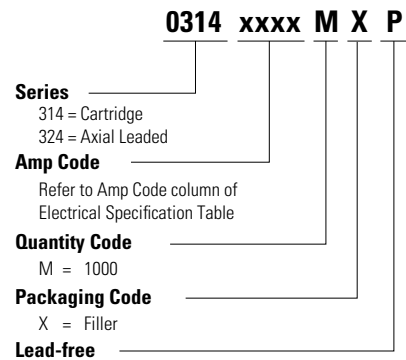 0314 xxxx M X P
Series
314 = Cartridge
324 = Axial Leaded
Amp Code
Refer to Amp Code column of
Electrical Specification Table
Quantity Code
M = 1000
Packaging Code
X = Filler
Lead-free